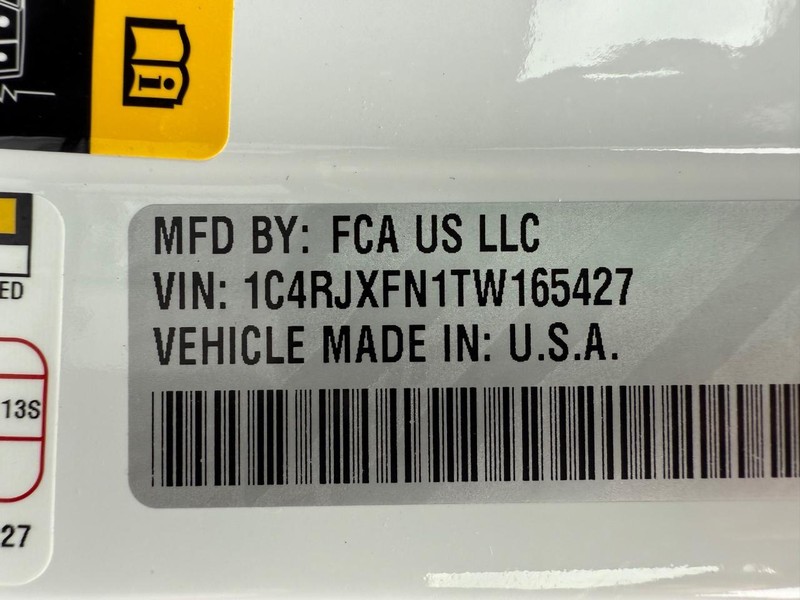 i
ED
13S
27
MFD BY: FCA US LLC
VIN: 1C4RJXFN1TW165427
VEHICLE MADE IN: U.S.A.